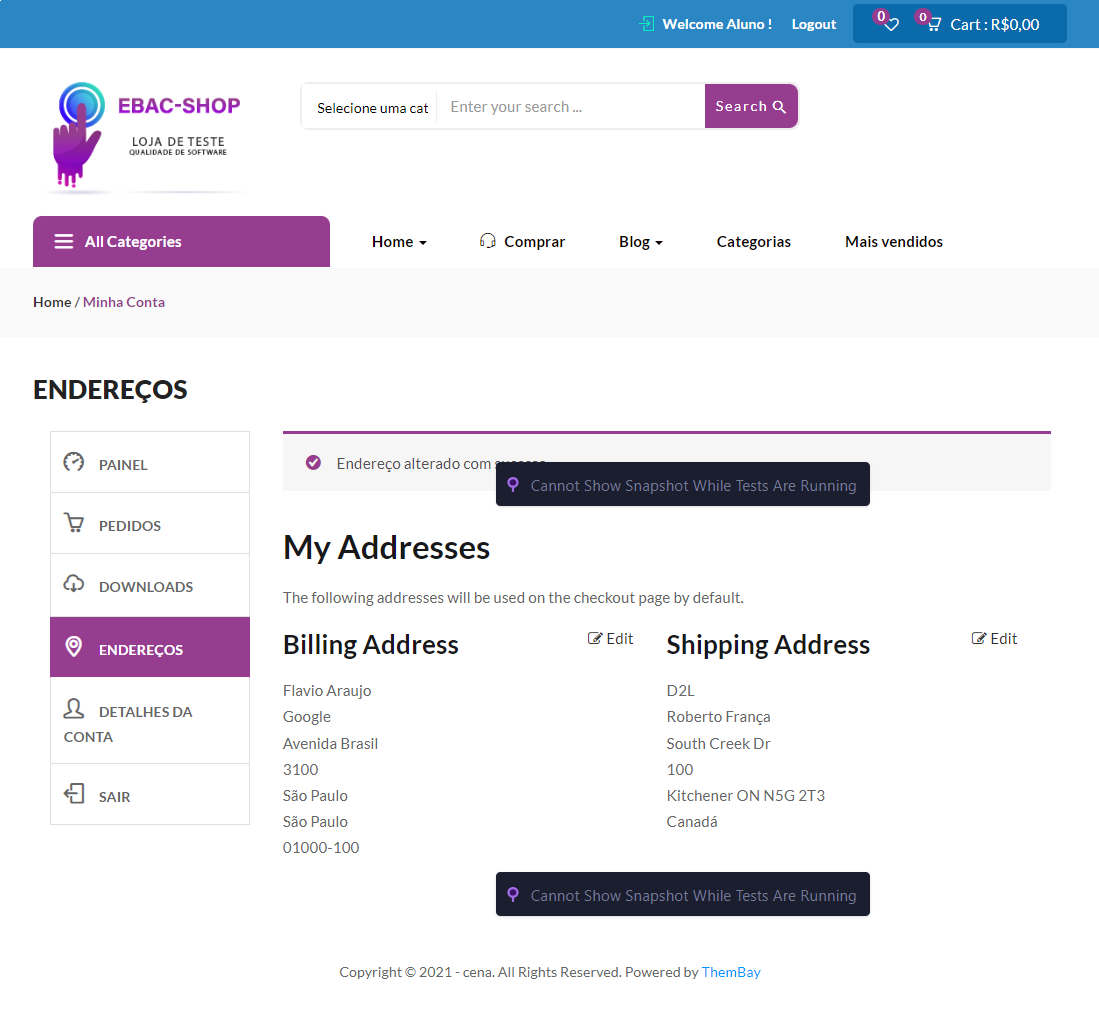 Welcome Aluno !
Logout
0
0
Cart : R$0,00
EBAC-SHOP
LOJA DE TESTE
QUALIDADE DE SOFTWARE
Selecione uma cat
Enter your search ...
Search
All Categories
Home
Comprar
Blog
Categorias
Mais vendidos
Home / Minha Conta
ENDEREÇOS
PAINEL
PEDIDOS
DOWNLOADS
ENDEREÇOS
DETALHES DA
CONTA
SAIR
Endereço alterado com
Cannot Show Snapshot While Tests Are Running
My Addresses
The following addresses will be used on the checkout page by default.
Billing Address
Edit
Flavio Araujo
Google
Avenida Brasil
3100
São Paulo
São Paulo
01000-100
Shipping Address
Edit
D2L
Roberto França
South Creek Dr
100
Kitchener ON N5G 2T3
Canadá
Cannot Show Snapshot While Tests Are Running
Copyright © 2021 - cena. All Rights Reserved. Powered by ThemBay